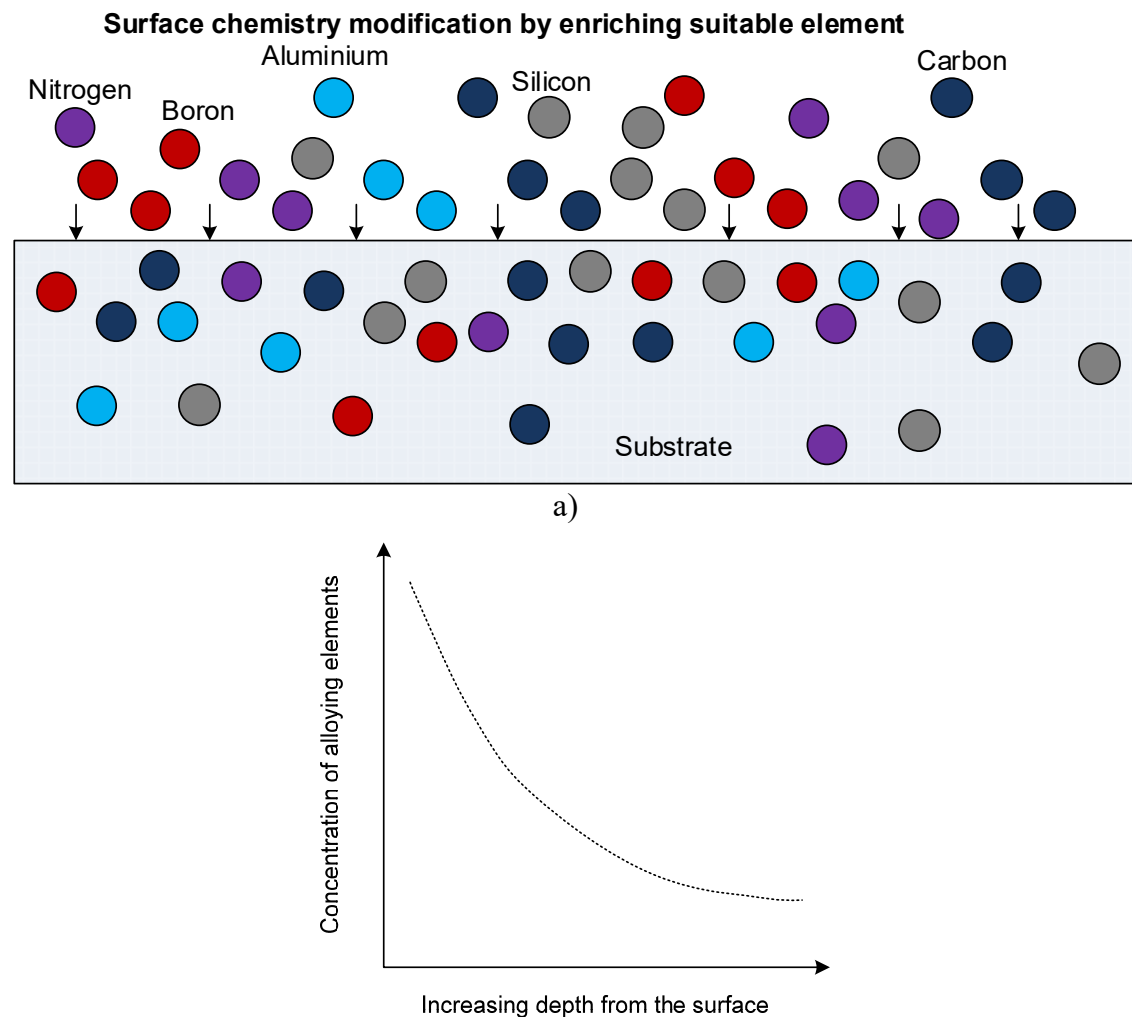 Surface chemistry modification by enriching suitable element
Aluminium
Nitrogen
Boron
Silicon
Carbon
Substrate
a)
Concentration of alloying elements
Increasing depth from the surface